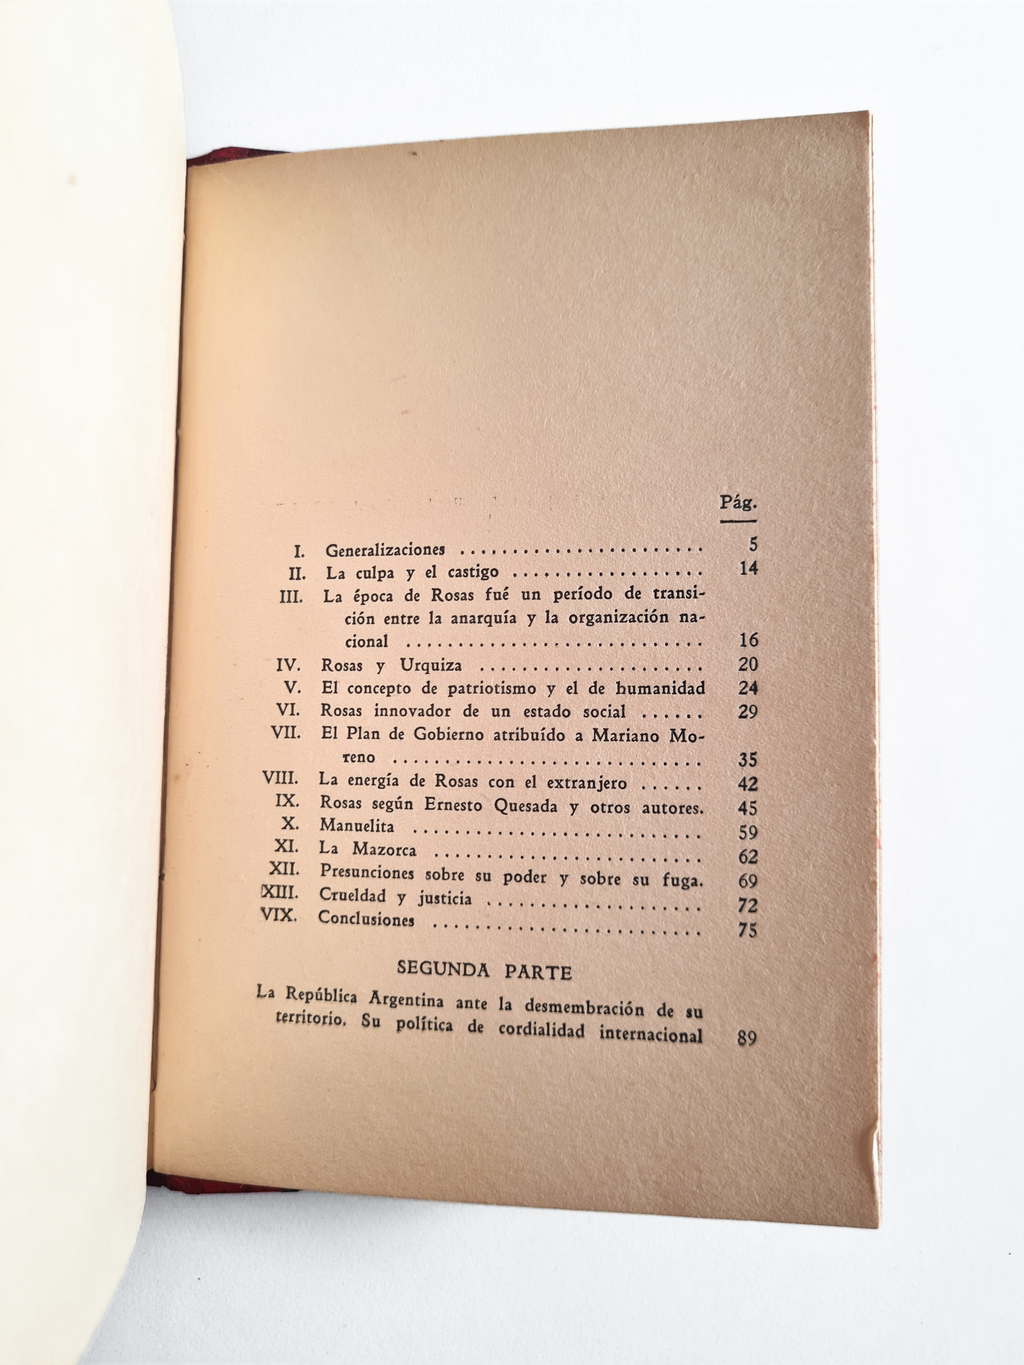 Pág.
I. Generalizaciones ........................ 5
II. La culpa y el castigo ................... 14
III. La época de Rosas fué un período de transi-
ción entre la anarquía y la organización na-
cional ............................. 16
IV. Rosas y Urquiza ...................... 20
V. El concepto de patriotismo y el de humanidad 24
VI. Rosas innovador de un estado social ...... 29
VII. El Plan de Gobierno atribuído a Mariano Mo-
reno .............................. 35
VIII. La energía de Rosas con el extranjero ...... 42
IX. Rosas según Ernesto Quesada y otros autores. 45
X. Manuelita ............................ 59
XI. La Mazorca .......................... 62
XII. Presunciones sobre su poder y sobre su fuga. 69
XIII. Crueldad y justicia ..................... 72
VIX. Conclusiones .......................... 75
SEGUNDA PARTE
La República Argentina ante la desmembración de su
territorio. Su política de cordialidad internacional 89